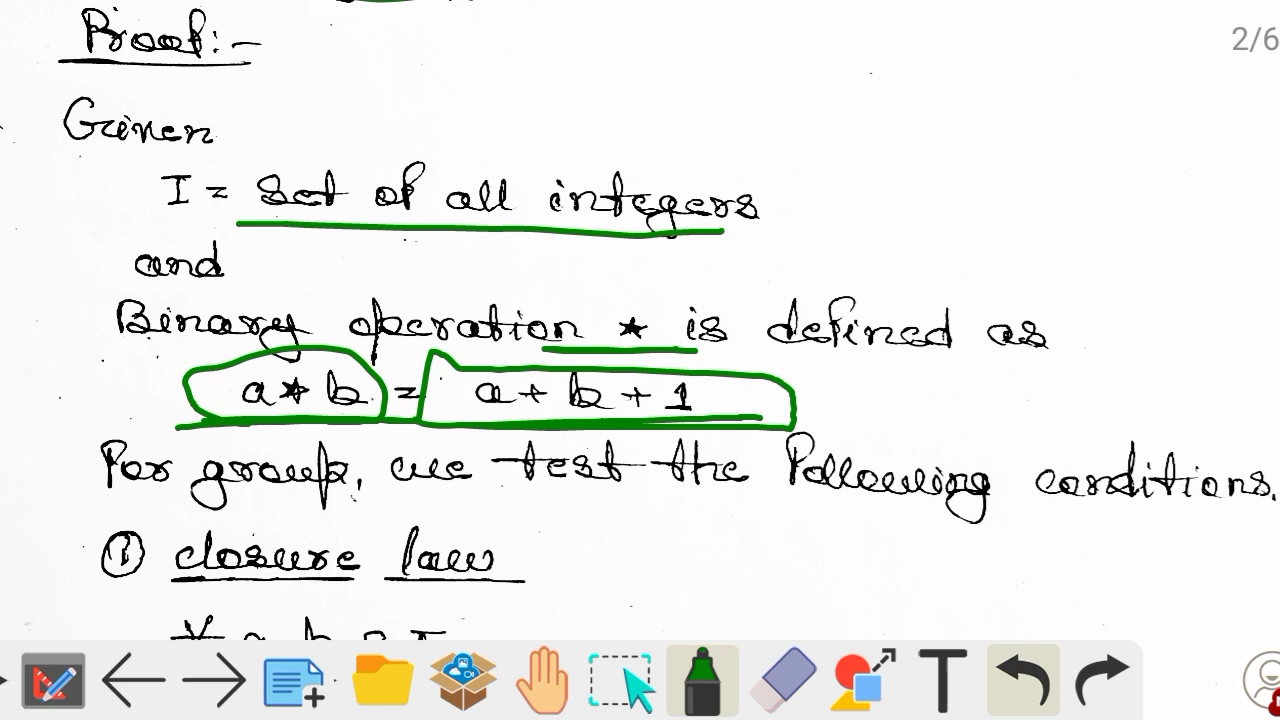 Proof:-
2/6
Given
I = Set of all integers
and
Binary operation * is defined as
a * b = a + b + 1
For group, we test the following conditions.
① closure law
∀ a, b ∈ I
T